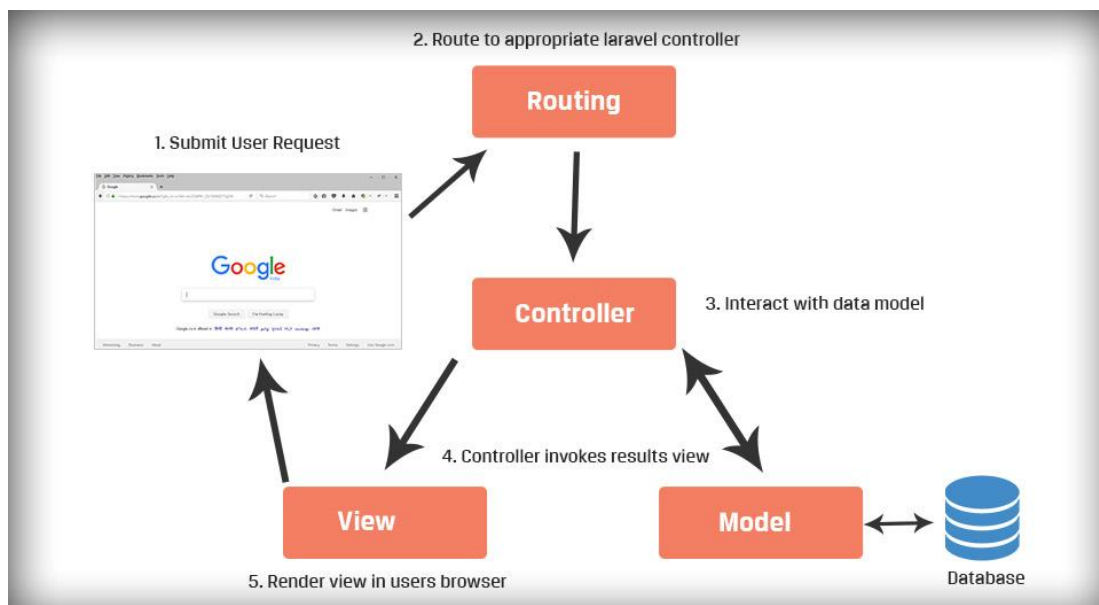 2. Route to appropriate laravel controller
Routing
1. Submit User Request
Google
Google
Controller
3. Interact with data model
4. Controller invokes results view
View
Model
5. Render view in users browser
Database